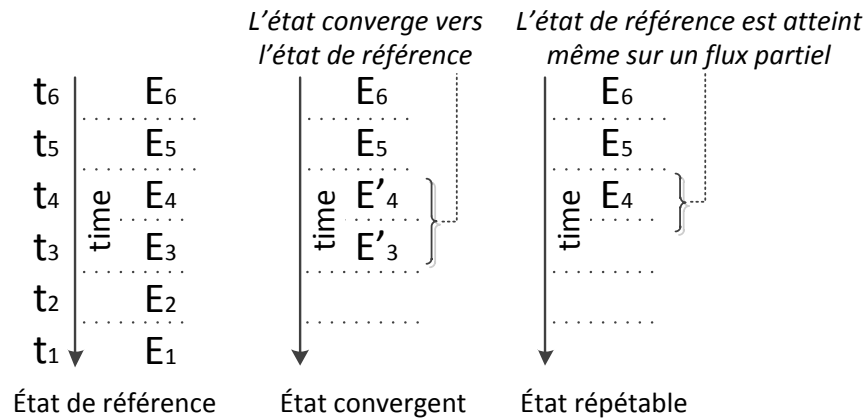 L’état converge vers
l’état de référence
L’état de référence est atteint
même sur un flux partiel
t6 E6 E6 E6
t5 E5 E5 E5
t4 E4 E’4 E4
time time time
t3 E3 E’3
t2 E2
t1 E1
État de référence
État convergent
État répétable